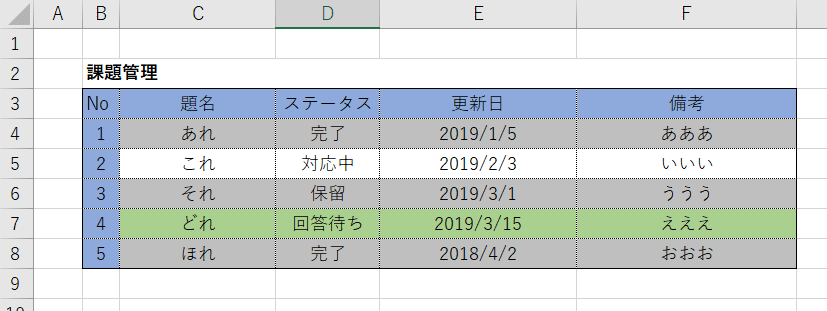 A B C D E F
1
2 課題管理
3 No 題名 ステータス 更新日 備考
4 1 あれ 完了 2019/1/5 あああ
5 2 これ 対応中 2019/2/3 いいい
6 3 それ 保留 2019/3/1 ううう
7 4 どれ 回答待ち 2019/3/15 えええ
8 5 ほれ 完了 2018/4/2 おおお
9